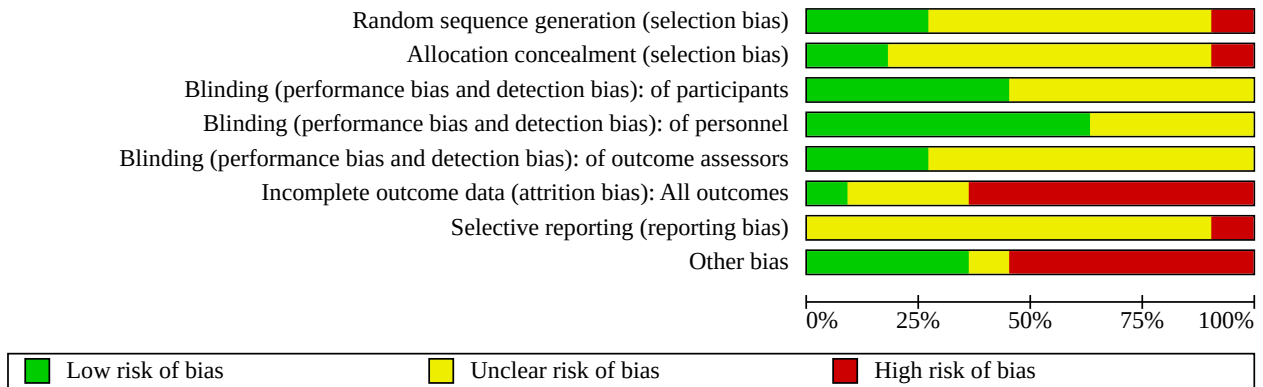 Random sequence generation (selection bias)
Allocation concealment (selection bias)
Blinding (performance bias and detection bias): of participants
Blinding (performance bias and detection bias): of personnel
Blinding (performance bias and detection bias): of outcome assessors
Incomplete outcome data (attrition bias): All outcomes
Selective reporting (reporting bias)
Other bias
0% 25% 50% 75% 100%
Low risk of bias Unclear risk of bias High risk of bias